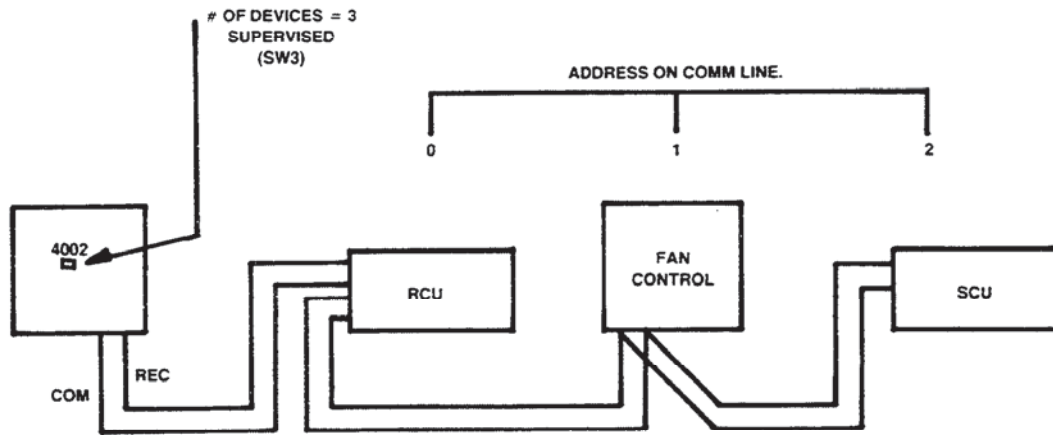 # OF DEVICES = 3
SUPERVISED
(SW3)
ADDRESS ON COMM LINE.
0
1
2
4002
RCU
FAN
CONTROL
SCU
REC
COM